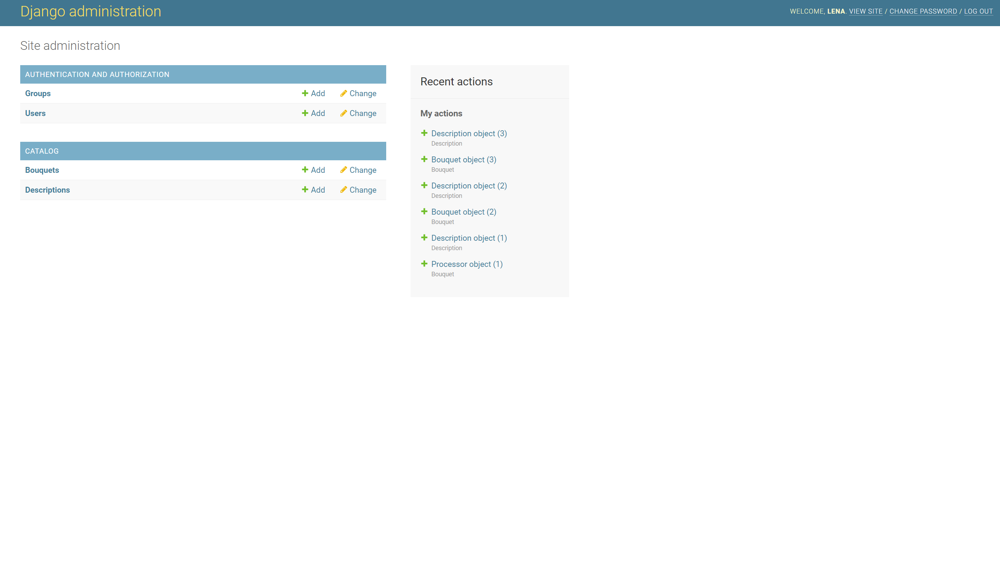 Django administration
WELCOME, LENA. VIEW SITE / CHANGE PASSWORD / LOG OUT
Site administration
AUTHENTICATION AND AUTHORIZATION
Groups Add Change
Users Add Change
CATALOG
Bouquets Add Change
Descriptions Add Change
Recent actions
My actions
Description object (3)
Description
Bouquet object (3)
Bouquet
Description object (2)
Description
Bouquet object (2)
Bouquet
Description object (1)
Description
Processor object (1)
Bouquet